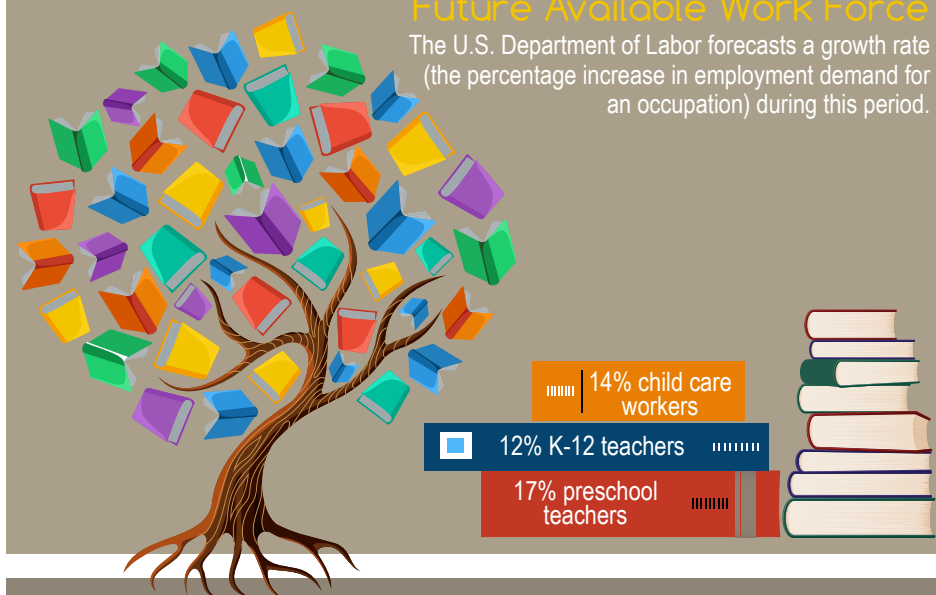 Future Available Work Force
The U.S. Department of Labor forecasts a growth rate
(the percentage increase in employment demand for
an occupation) during this period.
14% child care
workers
12% K-12 teachers
17% preschool
teachers